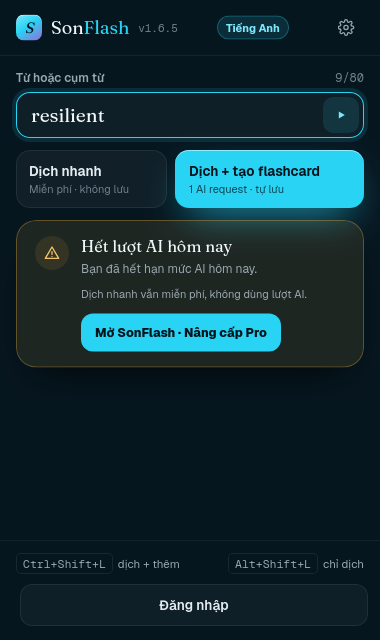 S SonFlash v1.6.5 Tiếng Anh
Từ hoặc cụm từ 9/80
resilient
Dịch nhanh
Miễn phí · không lưu
Dịch + tạo flashcard
1 AI request · tự lưu
Hết lượt AI hôm nay
Bạn đã hết hạn mức AI hôm nay.
Dịch nhanh vẫn miễn phí, không dùng lượt AI.
Mở SonFlash · Nâng cấp Pro
Ctrl+Shift+L dịch + thêm Alt+Shift+L chỉ dịch
Đăng nhập